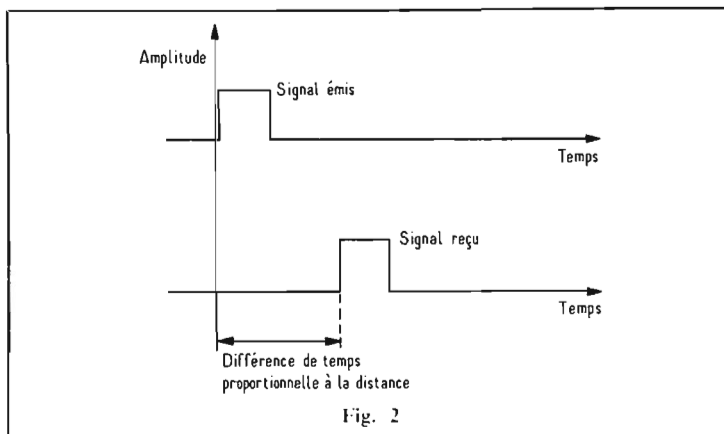 Amplitude
Signal émis
Temps
Signal reçu
Temps
Différence de temps
proportionnelle à la distance
Fig. 2